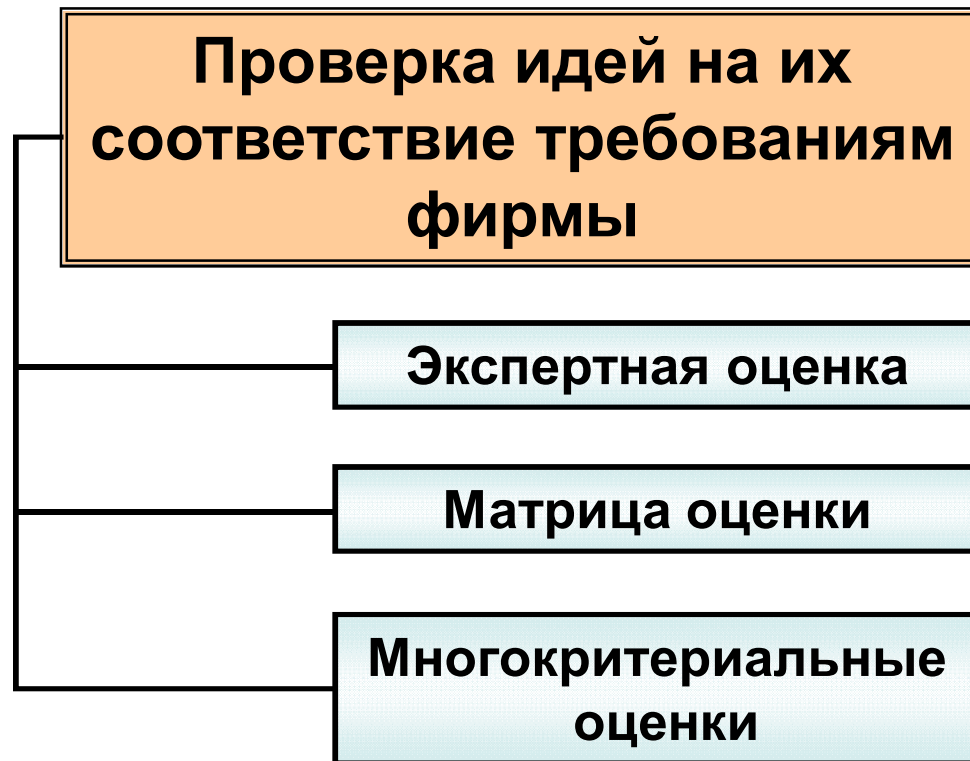 Проверка идей на их
соответствие требованиям
фирмы
Экспертная оценка
Матрица оценки
Многокритериальные
оценки